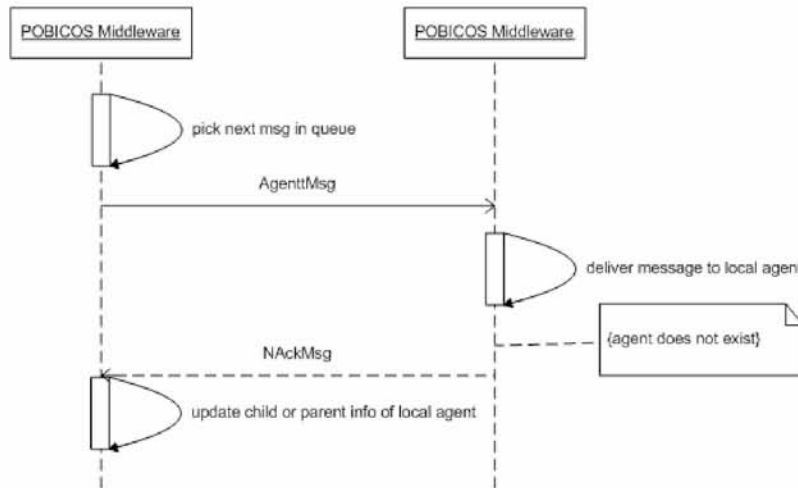 POBICOS Middleware
POBICOS Middleware
pick next msg in queue
AgenttMsg
deliver message to local agent
{agent does not exist}
NAckMsg
update child or parent info of local agent